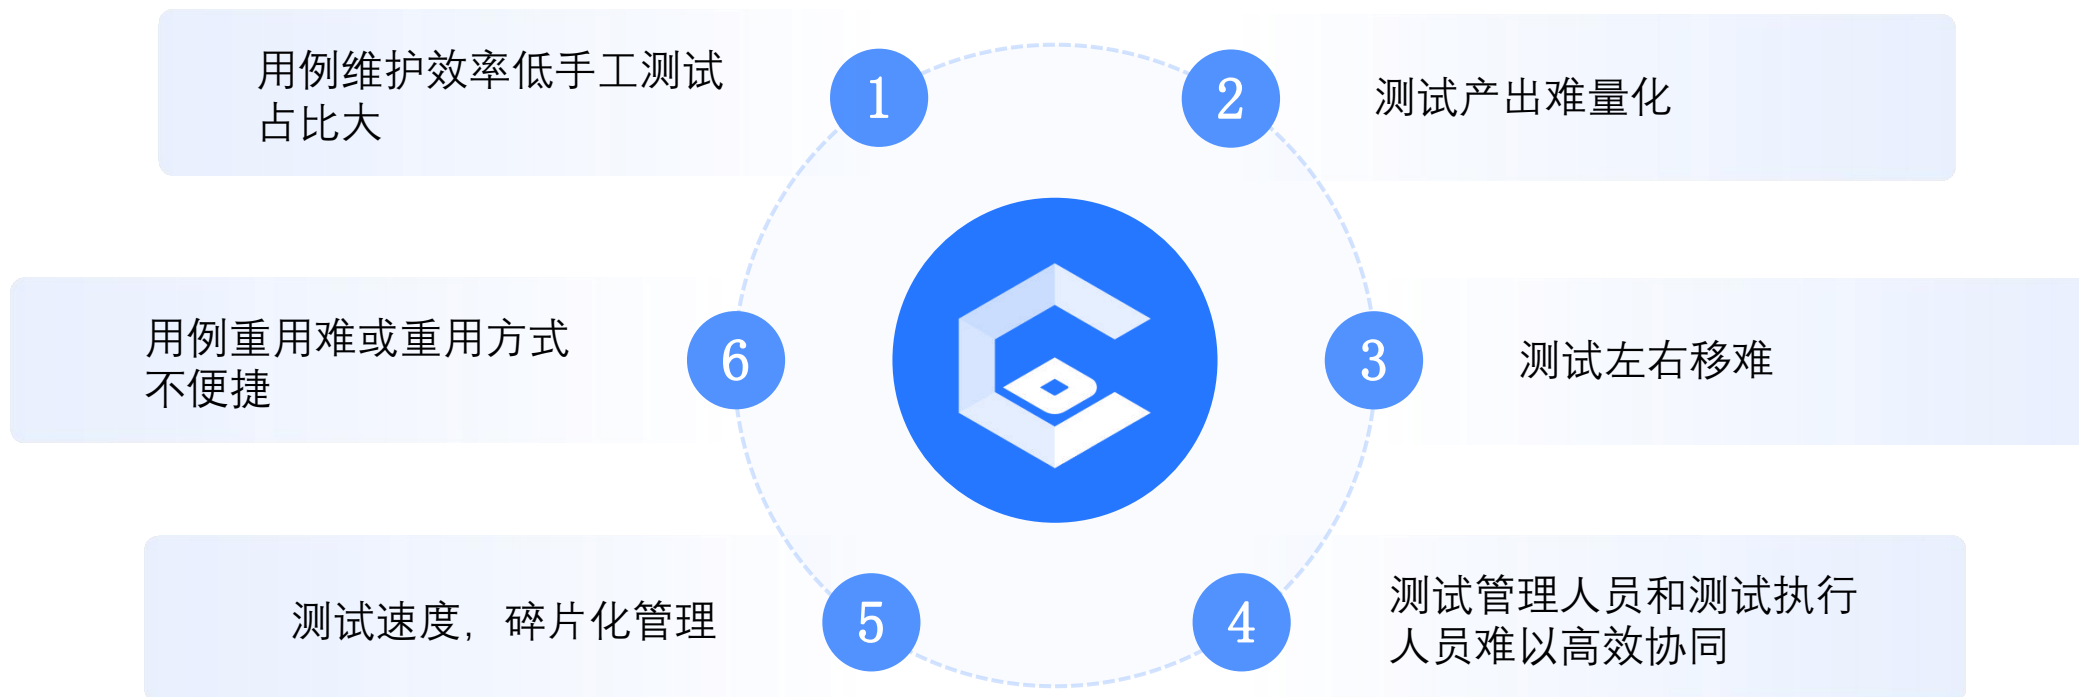 用例维护效率低手工测试
占比大
1
2
测试产出难量化
用例重用难或重用方式
不便捷
6
3
测试左右移难
测试速度，碎片化管理
5
4
测试管理人员和测试执行
人员难以高效协同